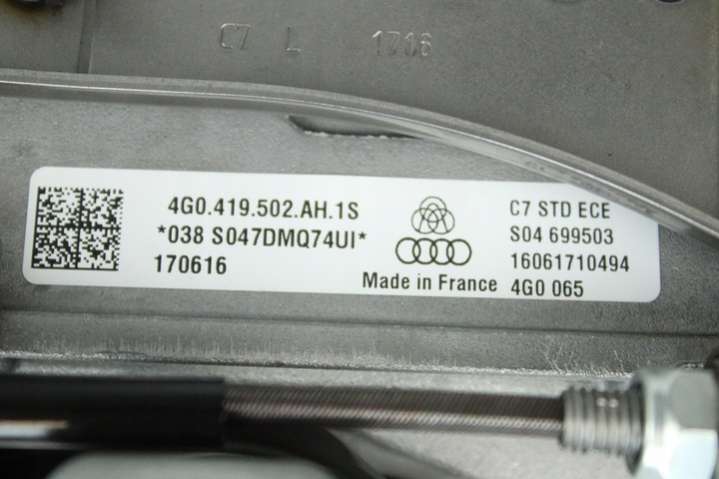 C7 L 1716
4G0.419.502.AH.1S
*038 S047DMQ74UI*
170616
Made in France
C7 STD ECE
S04 699503
16061710494
4G0 065